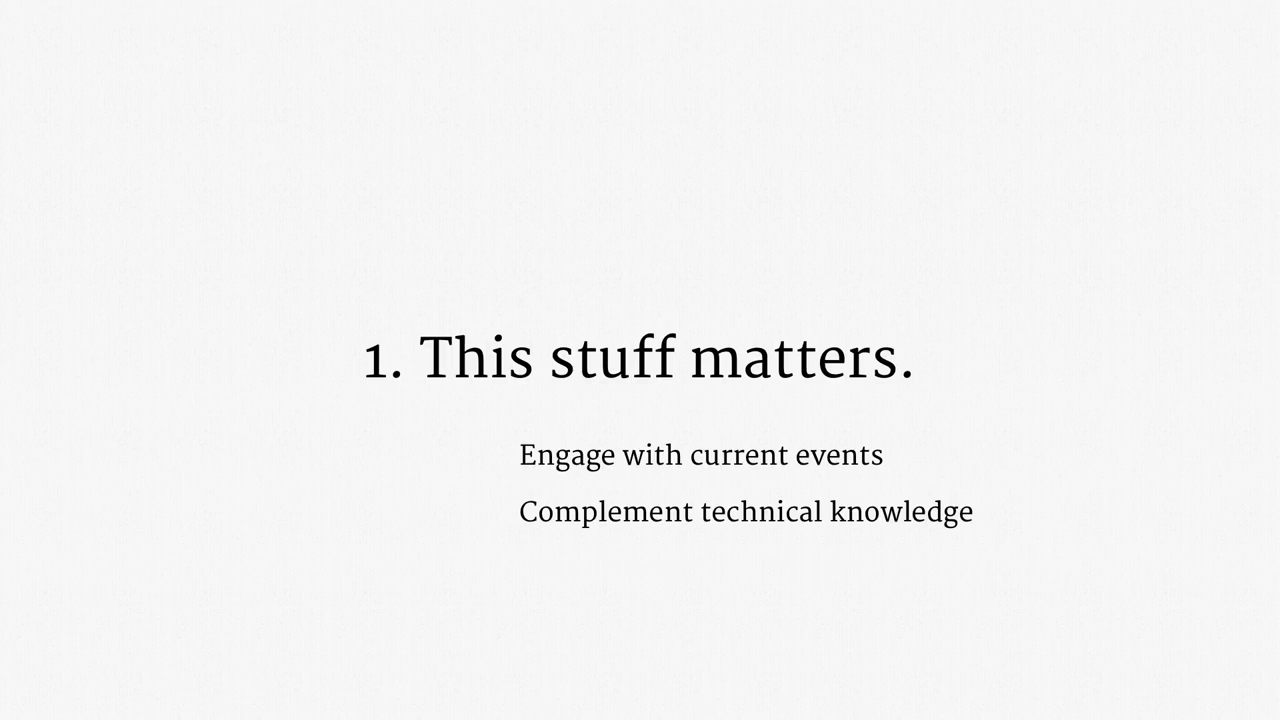 1. This stuff matters.
Engage with current events
Complement technical knowledge